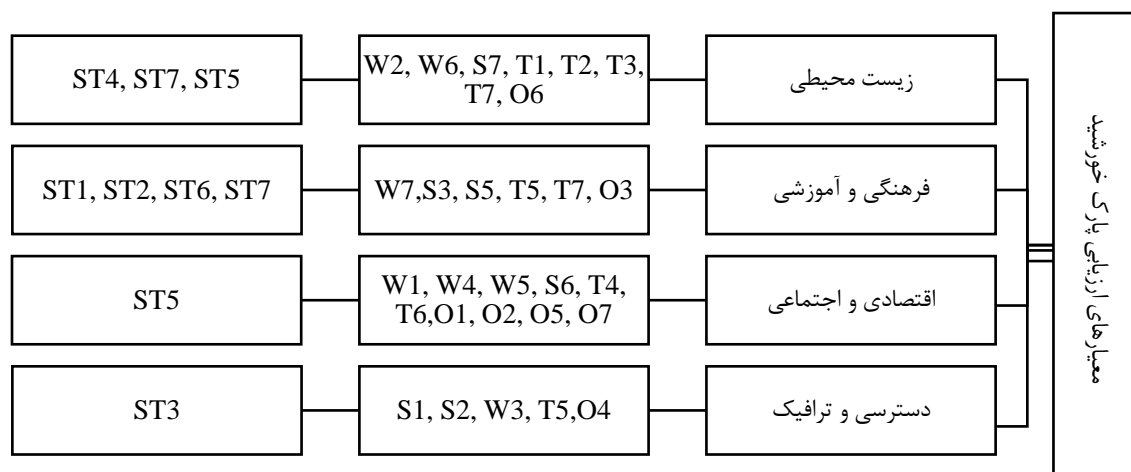 معیارهای ارزیابی پارک خورشید
زیست محیطی
W2, W6, S7, T1, T2, T3,
T7, O6
ST4, ST7, ST5
فرهنگی و آموزشی
W7,S3, S5, T5, T7, O3
ST1, ST2, ST6, ST7
اقتصادی و اجتماعی
W1, W4, W5, S6, T4,
T6,O1, O2, O5, O7
ST5
دسترسی و ترافیک
S1, S2, W3, T5,O4
ST3